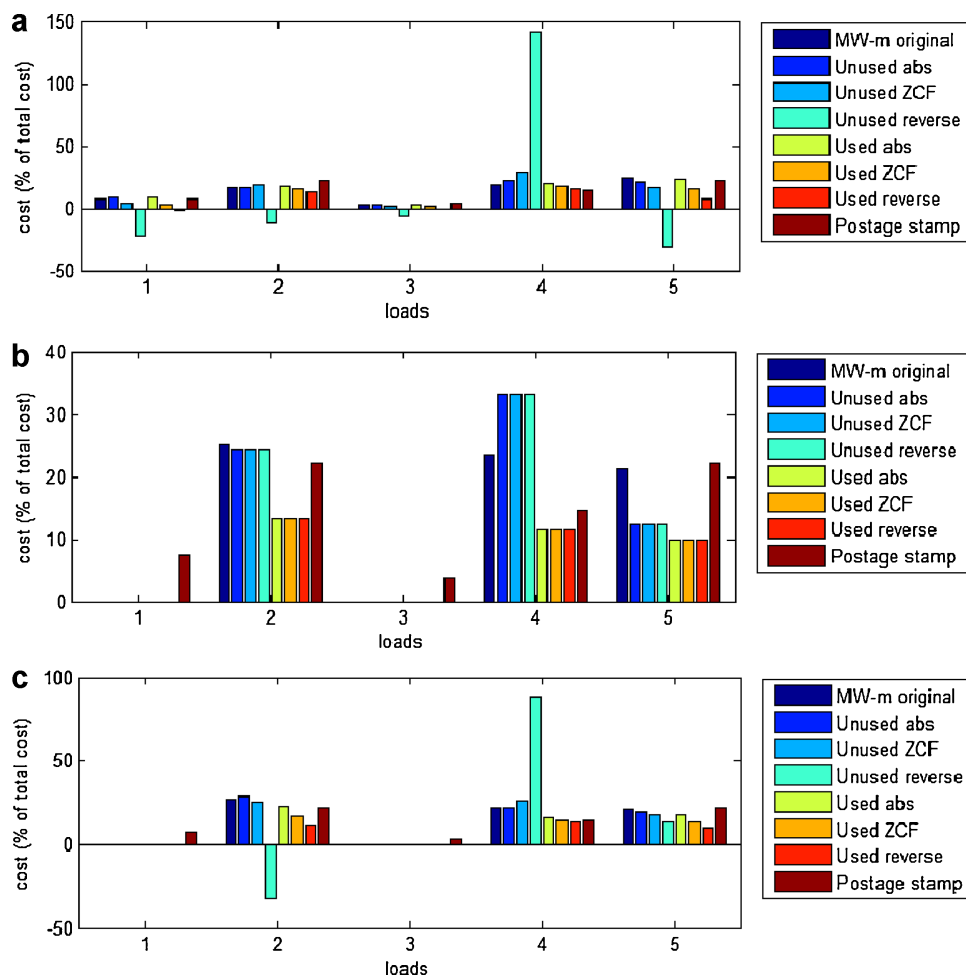 a
cost (% of total cost)
150
100
50
0
-50
1 2 3 4 5
loads
MW-m original
Unused abs
Unused ZCF
Unused reverse
Used abs
Used ZCF
Used reverse
Postage stamp
b
cost (% of total cost)
40
30
20
10
0
1 2 3 4 5
loads
MW-m original
Unused abs
Unused ZCF
Unused reverse
Used abs
Used ZCF
Used reverse
Postage stamp
c
cost (% of total cost)
100
50
0
-50
1 2 3 4 5
loads
MW-m original
Unused abs
Unused ZCF
Unused reverse
Used abs
Used ZCF
Used reverse
Postage stamp